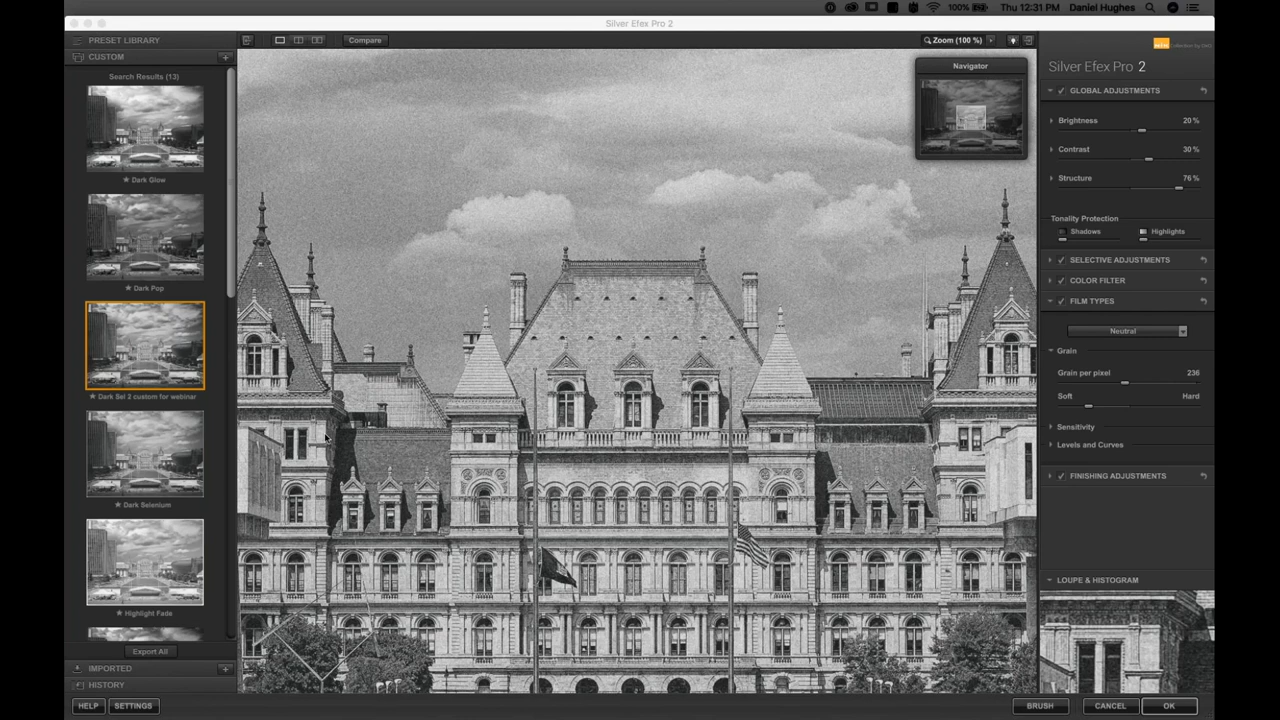 100%
Thu 12:31 PM
Daniel Hughes
Silver Efex Pro 2
PRESET LIBRARY
CUSTOM
Search Results (13)
★ Dark Glow
★ Dark Pop
★ Dark Sel 2 custom for webinar
★ Dark Selenium
★ Highlight Fade
Export All
IMPORTED
HISTORY
HELP
SETTINGS
Compare
Zoom (100 %)
Navigator
Collection by DxO
Silver Efex Pro 2
GLOBAL ADJUSTMENTS
Brightness 20 %
Contrast 30 %
Structure 76 %
Tonality Protection
Shadows Highlights
SELECTIVE ADJUSTMENTS
COLOR FILTER
FILM TYPES
Neutral
Grain
Grain per pixel 236
Soft Hard
Sensitivity
Levels and Curves
FINISHING ADJUSTMENTS
LOUPE & HISTOGRAM
BRUSH
CANCEL
OK